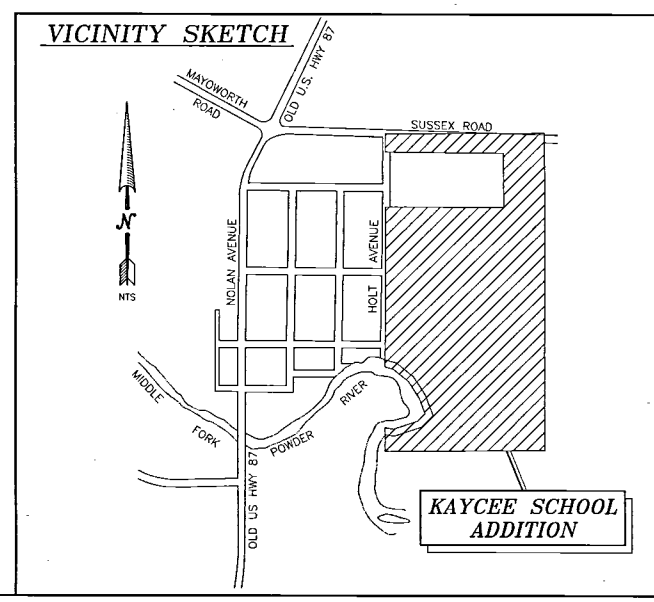 VICINITY SKETCH
MAYOWORTH
ROAD
OLD U.S. HWY 87
SUSSEX ROAD
N
NTS
NOLAN AVENUE
HOLT AVENUE
MIDDLE
FORK
POWDER
RIVER
OLD US HWY 87
KAYCEE SCHOOL
ADDITION